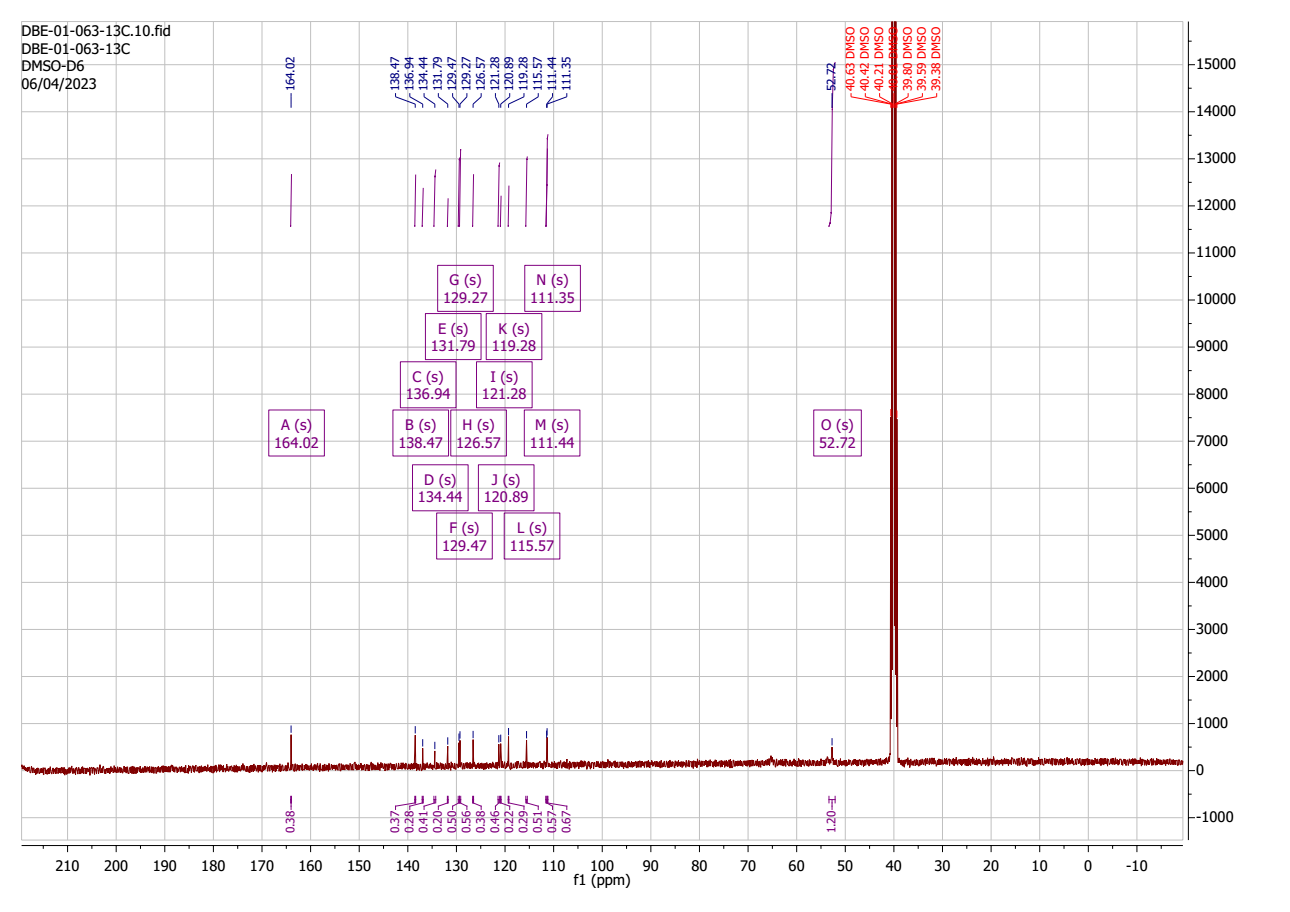 DBE-01-063-13C.10.fid
DBE-01-063-13C
DMSO-D6
06/04/2023
164.02
138.47
136.94
134.44
131.79
129.47
129.27
126.57
121.28
120.89
119.28
115.57
111.44
111.35
52.72
40.63 DMSO
40.42 DMSO
40.21 DMSO
DMSO
39.80 DMSO
39.59 DMSO
39.38 DMSO
G (s)
129.27
N (s)
111.35
E (s)
131.79
K (s)
119.28
C (s)
136.94
I (s)
121.28
A (s)
164.02
B (s)
138.47
H (s)
126.57
M (s)
111.44
O (s)
52.72
D (s)
134.44
J (s)
120.89
F (s)
129.47
L (s)
115.57
15000
14000
13000
12000
11000
10000
9000
8000
7000
6000
5000
4000
3000
2000
1000
0
-1000
0.38
0.37
0.28
0.41
0.20
0.50
0.56
0.38
0.46
0.22
0.29
0.51
0.57
0.67
1.20
210 200 190 180 170 160 150 140 130 120 110 100 90 80 70 60 50 40 30 20 10 0 -10
f1 (ppm)